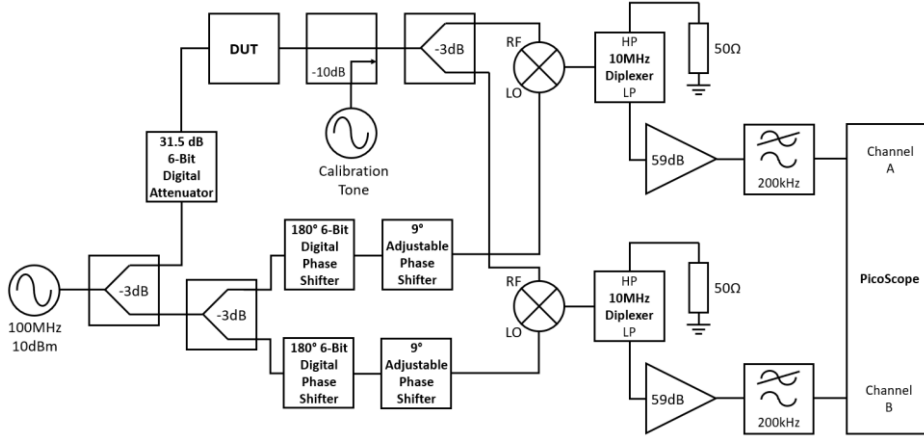 DUT
-10dB
-3dB
RF
LO
HP
10MHz
Diplexer
LP
50Ω
31.5 dB
6-Bit
Digital
Attenuator
Calibration
Tone
59dB
200kHz
Channel
A
180° 6-Bit
Digital
Phase
Shifter
9°
Adjustable
Phase
Shifter
100MHz
10dBm
-3dB
-3dB
RF
LO
HP
10MHz
Diplexer
LP
50Ω
PicoScope
180° 6-Bit
Digital
Phase
Shifter
9°
Adjustable
Phase
Shifter
59dB
200kHz
Channel
B